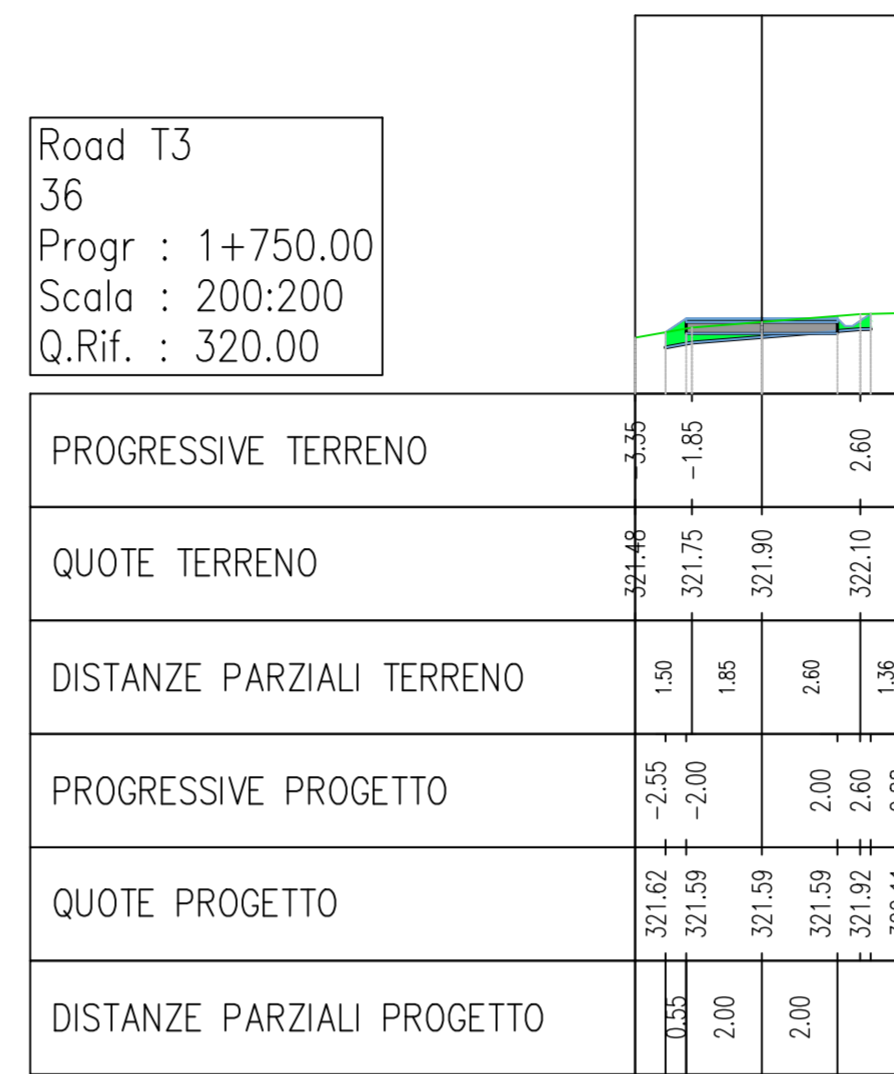 Road T3
36
Progr : 1+750.00
Scala : 200:200
Q.Rif. : 320.00
PROGRESSIVE TERRENO -3.35 -1.85 2.60
QUOTE TERRENO 321.48 321.75 321.90 322.10
DISTANZE PARZIALI TERRENO 1.50 1.85 2.60 1.36
PROGRESSIVE PROGETTO -2.55 -2.00 2.00 2.60
QUOTE PROGETTO 321.62 321.59 321.59 321.59 321.92
DISTANZE PARZIALI PROGETTO 0.55 2.00 2.00